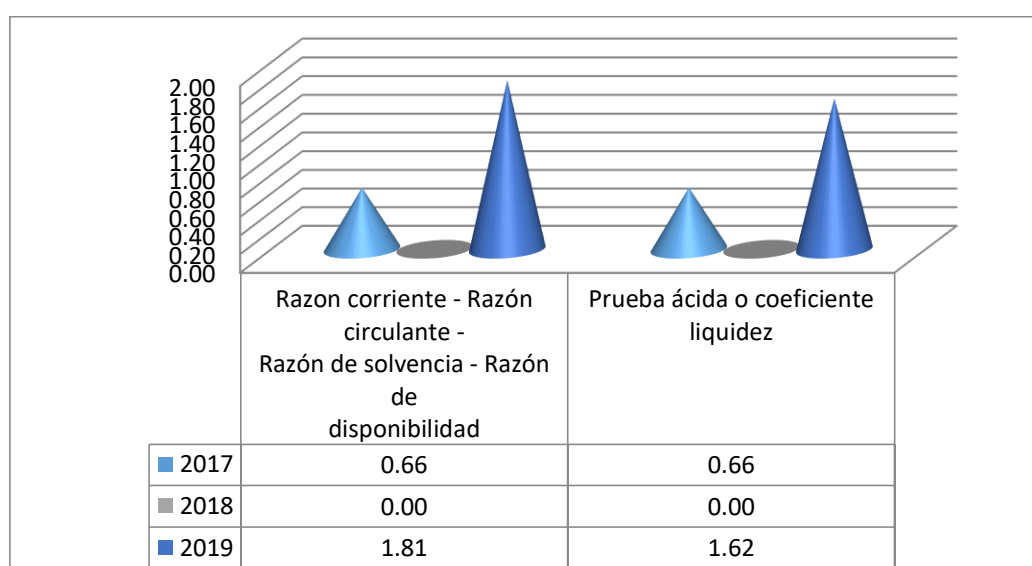 2.00
1.80
1.60
1.40
1.20
1.00
0.80
0.60
0.40
0.20
0.00
Razon corriente - Razón
circulante -
Razón de solvencia - Razón
de
disponibilidad
Prueba ácida o coeficiente
liquidez
2017 0.66 0.66
2018 0.00 0.00
2019 1.81 1.62